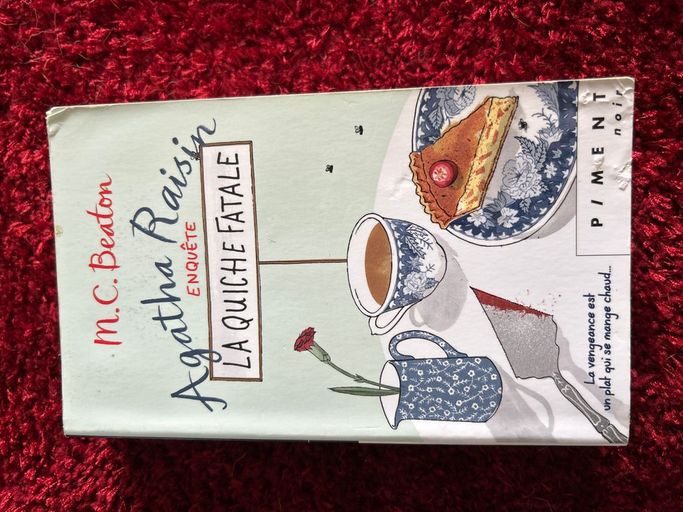 M.C. Beaton
Agatha Raisin
ENQUÊTE
LA QUICHE FATALE
La vengeance est
un plat qui se mange chaud...
PIMENT
noir